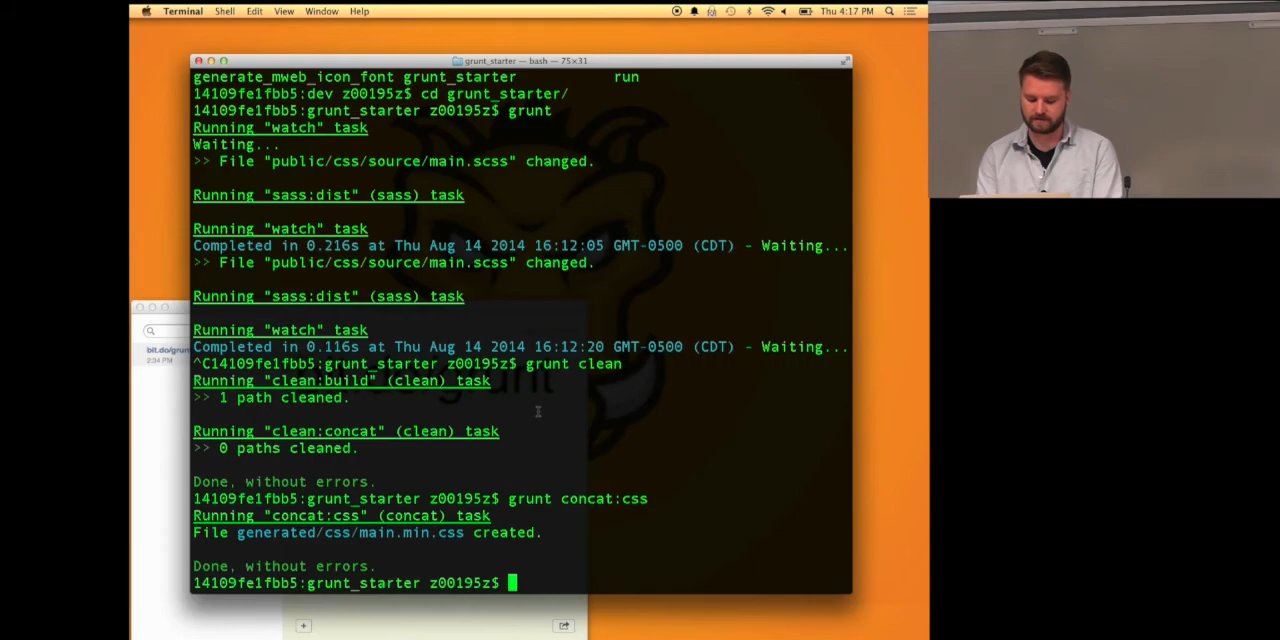 Terminal Shell Edit View Window Help Thu 4:17 PM
grunt_starter — bash — 75×31
generate_mweb_icon_font grunt_starter run
14109fe1fbb5:dev z00195z$ cd grunt_starter/
14109fe1fbb5:grunt_starter z00195z$ grunt
Running "watch" task
Waiting...
>> File "public/css/source/main.scss" changed.
Running "sass:dist" (sass) task
Running "watch" task
Completed in 0.216s at Thu Aug 14 2014 16:12:05 GMT-0500 (CDT) - Waiting...
>> File "public/css/source/main.scss" changed.
Running "sass:dist" (sass) task
Running "watch" task
Completed in 0.116s at Thu Aug 14 2014 16:12:20 GMT-0500 (CDT) - Waiting...
^C14109fe1fbb5:grunt_starter z00195z$ grunt clean
Running "clean:build" (clean) task
>> 1 path cleaned.
Running "clean:concat" (clean) task
>> 0 paths cleaned.
Done, without errors.
14109fe1fbb5:grunt_starter z00195z$ grunt concat:css
Running "concat:css" (concat) task
File generated/css/main.min.css created.
Done, without errors.
14109fe1fbb5:grunt_starter z00195z$
bit.do/grun
2:34 PM